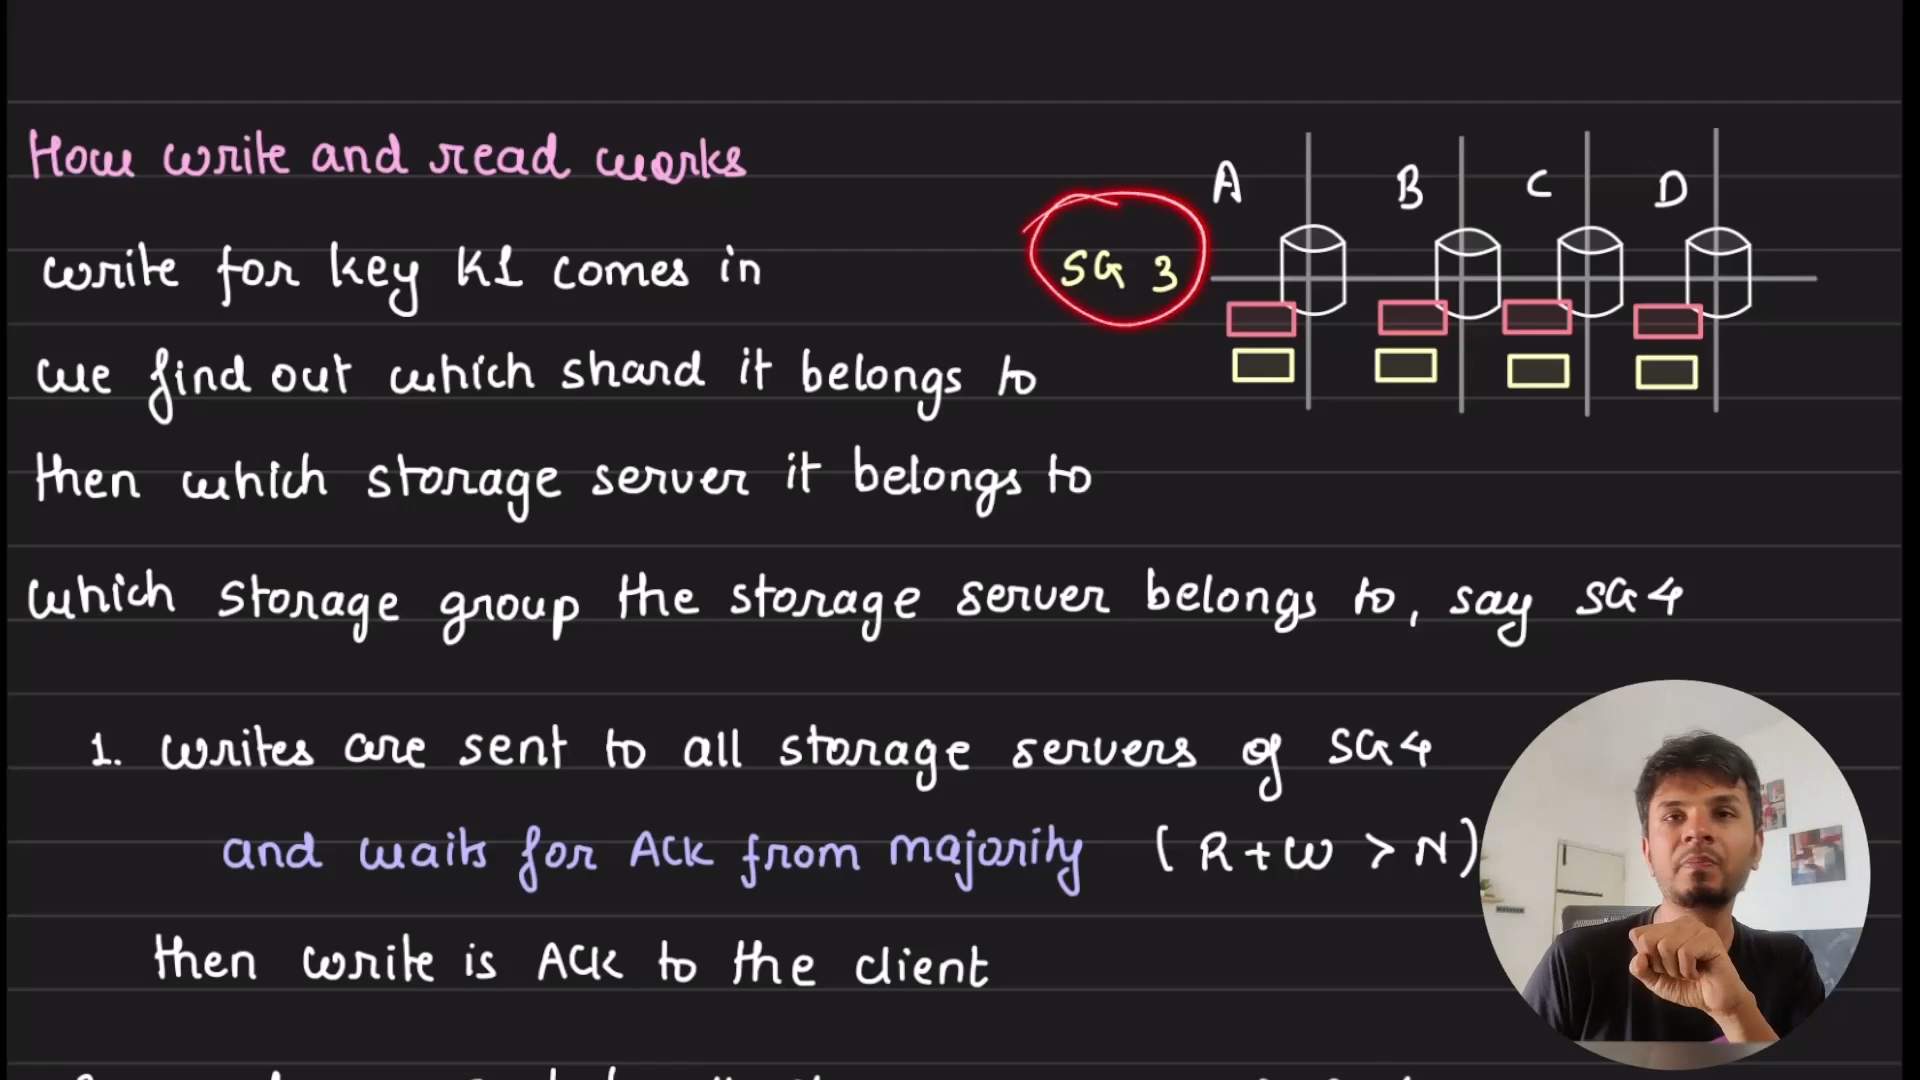 How write and read works
A B C D
SG 3
write for key K1 comes in
we find out which shard it belongs to
then which storage server it belongs to
which storage group the storage server belongs to, say SG4
1. writes are sent to all storage servers of SG4
and waits for Ack from majority (R+W > N)
then write is Ack to the client